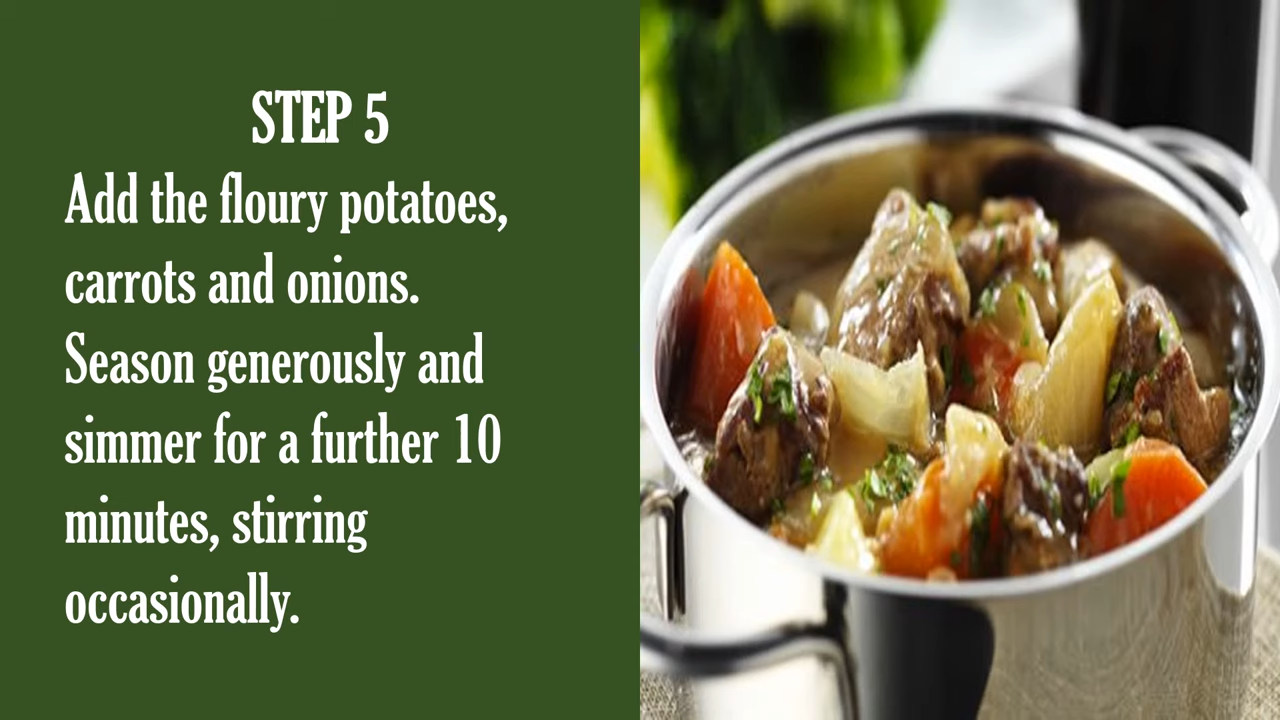 STEP 5
Add the floury potatoes,
carrots and onions.
Season generously and
simmer for a further 10
minutes, stirring
occasionally.